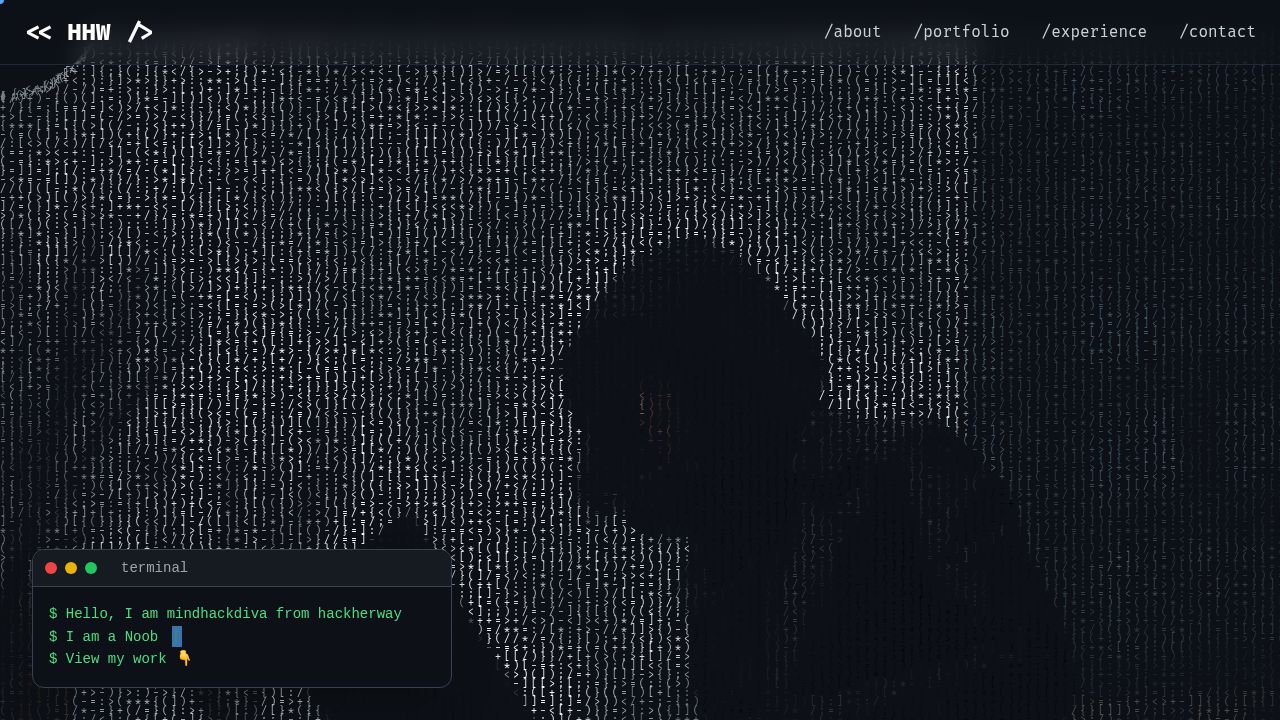 << HHW />
/about
/portfolio
/experience
/contact
terminal
$ Hello, I am mindhackdiva from hackherway
$ I am a Noob
$ View my work 👇